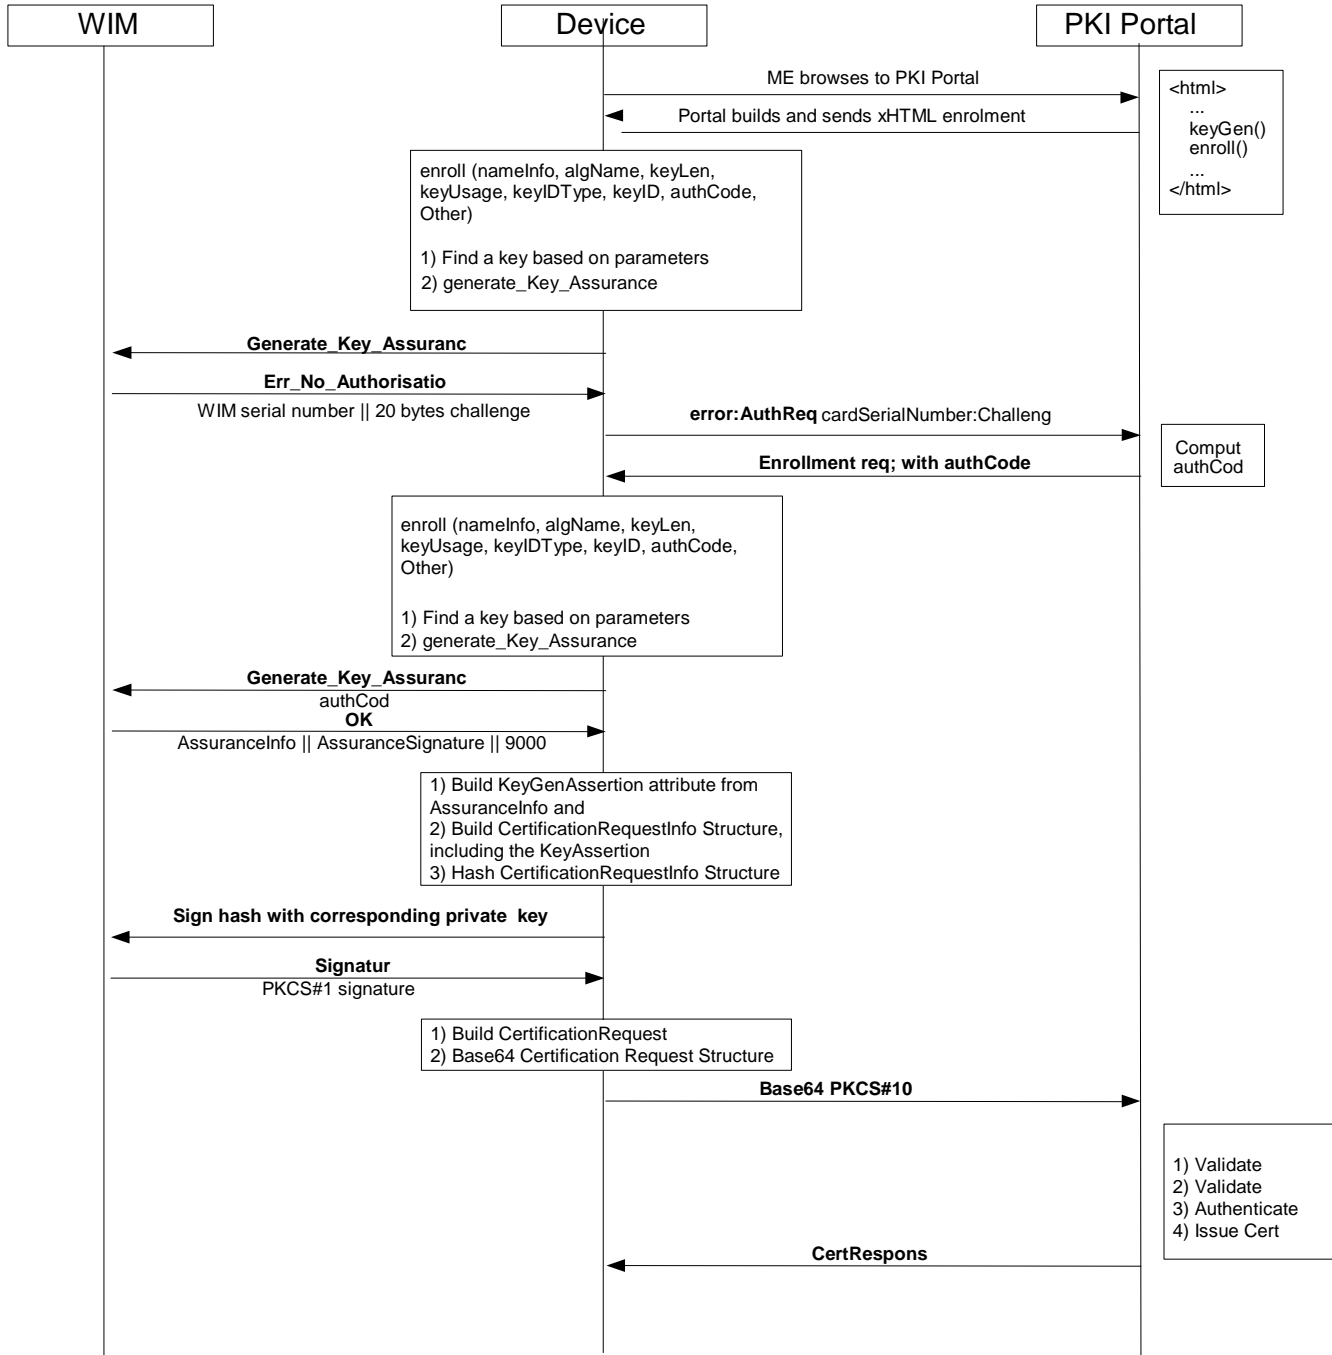 WIM
Device
PKI Portal
ME browses to PKI Portal
<html>
...
keyGen()
enroll()
...
</html>
Portal builds and sends xHTML enrolment
enroll (nameInfo, algName, keyLen,
keyUsage, keyIDType, keyID, authCode,
Other)
1) Find a key based on parameters
2) generate_Key_Assurance
Generate_Key_Assuranc
Err_No_Authorisatio
WIM serial number || 20 bytes challenge
error:AuthReq cardSerialNumber:Challeng
Comput
authCod
Enrollment req; with authCode
enroll (nameInfo, algName, keyLen,
keyUsage, keyIDType, keyID, authCode,
Other)
1) Find a key based on parameters
2) generate_Key_Assurance
Generate_Key_Assuranc
authCod
OK
AssuranceInfo || AssuranceSignature || 9000
1) Build KeyGenAssertion attribute from
AssuranceInfo and
2) Build CertificationRequestInfo Structure,
including the KeyAssertion
3) Hash CertificationRequestInfo Structure
Sign hash with corresponding private key
Signatur
PKCS#1 signature
1) Build CertificationRequest
2) Base64 Certification Request Structure
Base64 PKCS#10
1) Validate
2) Validate
3) Authenticate
4) Issue Cert
CertRespons